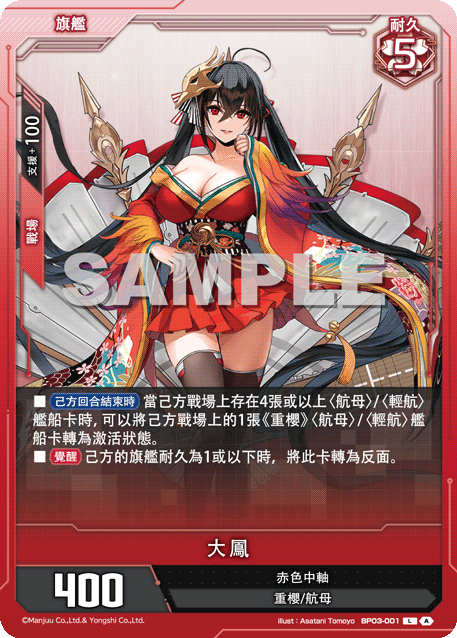 旗艦
耐久
5
支援+100
戰場
SAMPLE
■ 己方回合結束時 當己方戰場上存在4張或以上〈航母〉/〈輕航〉
艦船卡時，可以將己方戰場上的1張《重櫻》〈航母〉/〈輕航〉艦
船卡轉為激活狀態。
■ 覺醒 己方的旗艦耐久為1或以下時，將此卡轉為反面。
大鳳
400
赤色中軸
重櫻/航母
©Manjuu Co.,Ltd.& Yongshi Co.,Ltd.
illust：Asatani Tomoyo BP03-001 L A